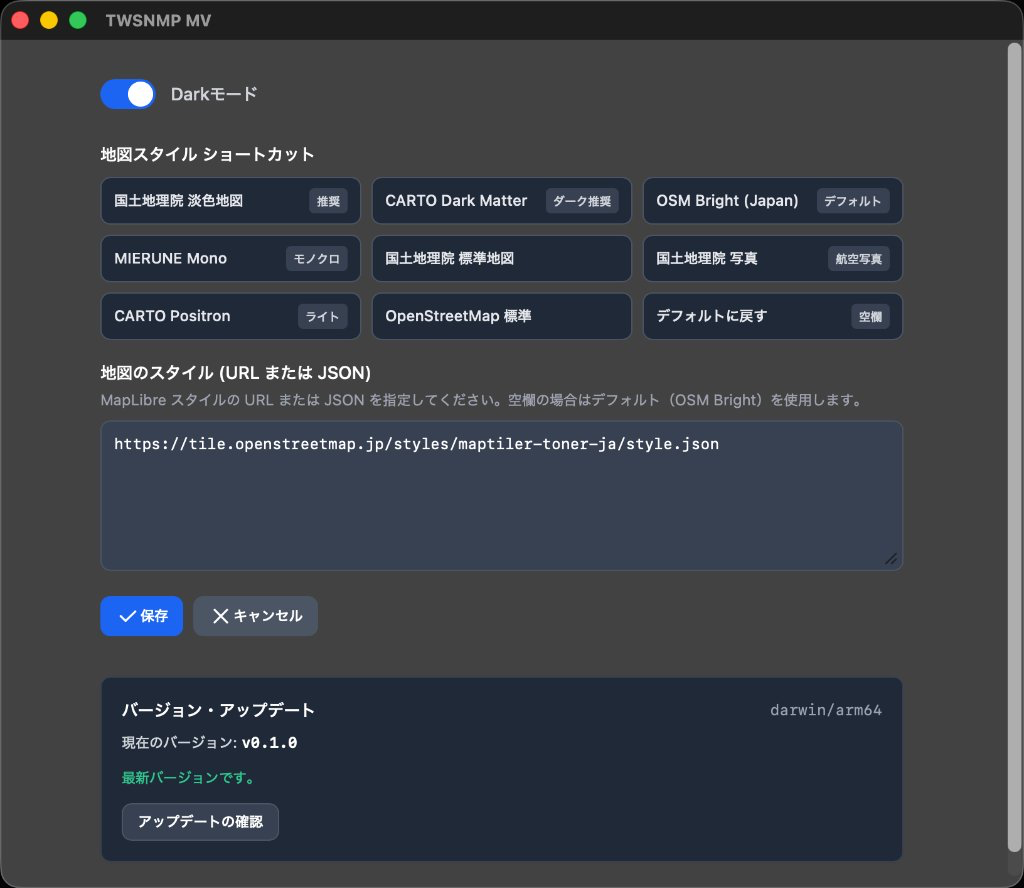 TWSNMP MV
Darkモード
地図スタイル ショートカット
国土地理院 淡色地図 推奨
CARTO Dark Matter ダーク推奨
OSM Bright (Japan) デフォルト
MIERUNE Mono モノクロ
国土地理院 標準地図
国土地理院 写真 航空写真
CARTO Positron ライト
OpenStreetMap 標準
デフォルトに戻す 空欄
地図のスタイル (URL または JSON)
MapLibre スタイルの URL または JSON を指定してください。空欄の場合はデフォルト（OSM Bright）を使用します。
https://tile.openstreetmap.jp/styles/maptiler-toner-ja/style.json
保存
キャンセル
バージョン・アップデート
darwin/arm64
現在のバージョン: v0.1.0
最新バージョンです。
アップデートの確認